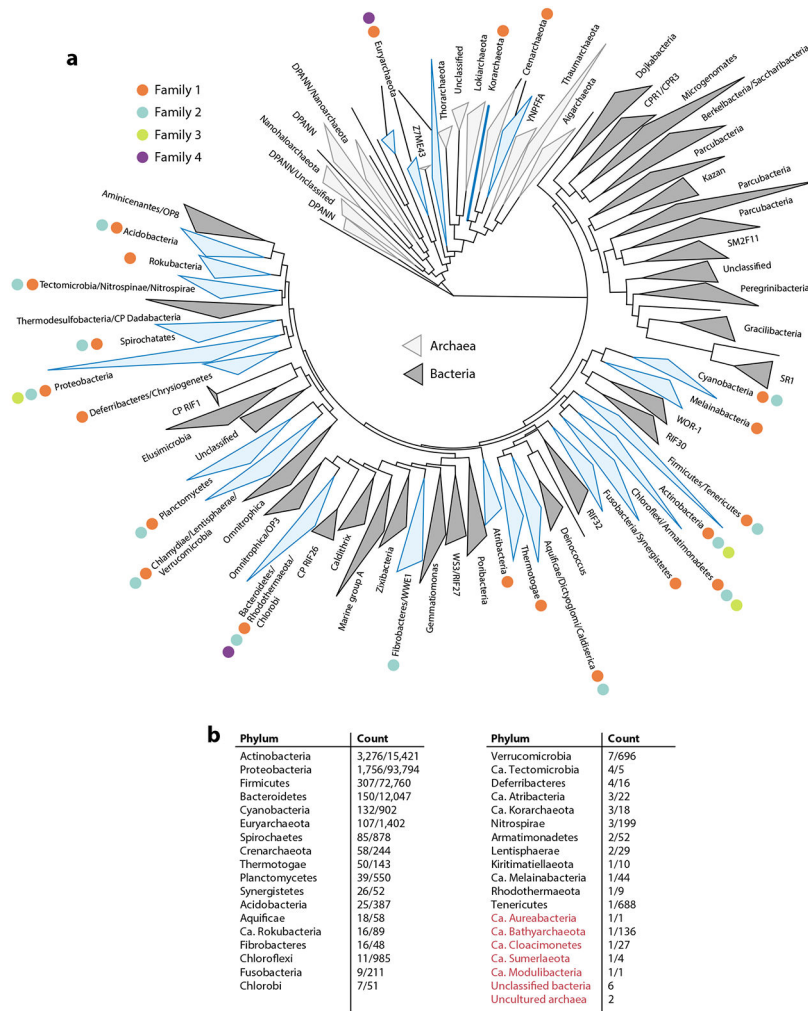 a
Family 1
Family 2
Family 3
Family 4
Euryarchaeota
Z7ME43
Thorarchaeota
Unclassified
Lokiarchaeota
Korarchaeota
Crenarchaeota
YNPFFA
Thaumarchaeota
Aigarchaeota
DPANN/Nanoarchaeota
DPANN
Nanohaloarchaeota
DPANN/Unclassified
DPANN
Dojkabacteria
CPR1/CPR3
Microgenomates
Berkelbacteria/Saccharibacteria
Parcubacteria
Kazan
Parcubacteria
Parcubacteria
SM2F11
Unclassified
Peregrinibacteria
Gracilibacteria
SR1
Cyanobacteria
Melainabacteria
WOR-1
RIF30
Firmicutes/Tenericutes
Actinobacteria
Chloroflexi/Armatimonadetes
Fusobacteria/Synergistetes
RIF32
Deinococcus
Aquificae/Dictyoglomi/Caldiserica
Thermotogae
Atribacteria
Poribacteria
WS3/RIF27
Gemmatiomonas
Fibrobacteres/WWE1
Zixibacteria
Marine group A
Caldithrix
CP RIF26
Bacteroidetes/
Rhodothermaeota/
Chlorobi
Omnitrophica/OP3
Omnitrophica
Chlamydiae/Lentisphaerae/
Verrucomicrobia
Planctomycetes
Unclassified
Elusimicrobia
CP RIF1
Deferribacteres/Chrysiogenetes
Proteobacteria
Spirochatates
Thermodesulfobacteria/CP Dadabacteria
Tectomicrobia/Nitrospinae/Nitrospirae
Rokubacteria
Acidobacteria
Aminicenantes/OP8
Archaea
Bacteria
b
Phylum Count
Actinobacteria 3,276/15,421
Proteobacteria 1,756/93,794
Firmicutes 307/72,760
Bacteroidetes 150/12,047
Cyanobacteria 132/902
Euryarchaeota 107/1,402
Spirochaetes 85/878
Crenarchaeota 58/244
Thermotogae 50/143
Planctomycetes 39/550
Synergistetes 26/52
Acidobacteria 25/387
Aquificae 18/58
Ca. Rokubacteria 16/89
Fibrobacteres 16/48
Chloroflexi 11/985
Fusobacteria 9/211
Chlorobi 7/51
Phylum Count
Verrucomicrobia 7/696
Ca. Tectomicrobia 4/5
Deferribacteres 4/16
Ca. Atribacteria 3/22
Ca. Korarchaeota 3/18
Nitrospirae 3/199
Armatimonadetes 2/52
Lentisphaerae 2/29
Kiritimatiellaeota 1/10
Ca. Melainabacteria 1/44
Rhodothermaeota 1/9
Tenericutes 1/688
Ca. Aureabacteria 1/1
Ca. Bathyarchaeota 1/136
Ca. Cloacimonetes 1/27
Ca. Sumerlaeota 1/4
Ca. Modulibacteria 1/1
Unclassified bacteria 6
Uncultured archaea 2